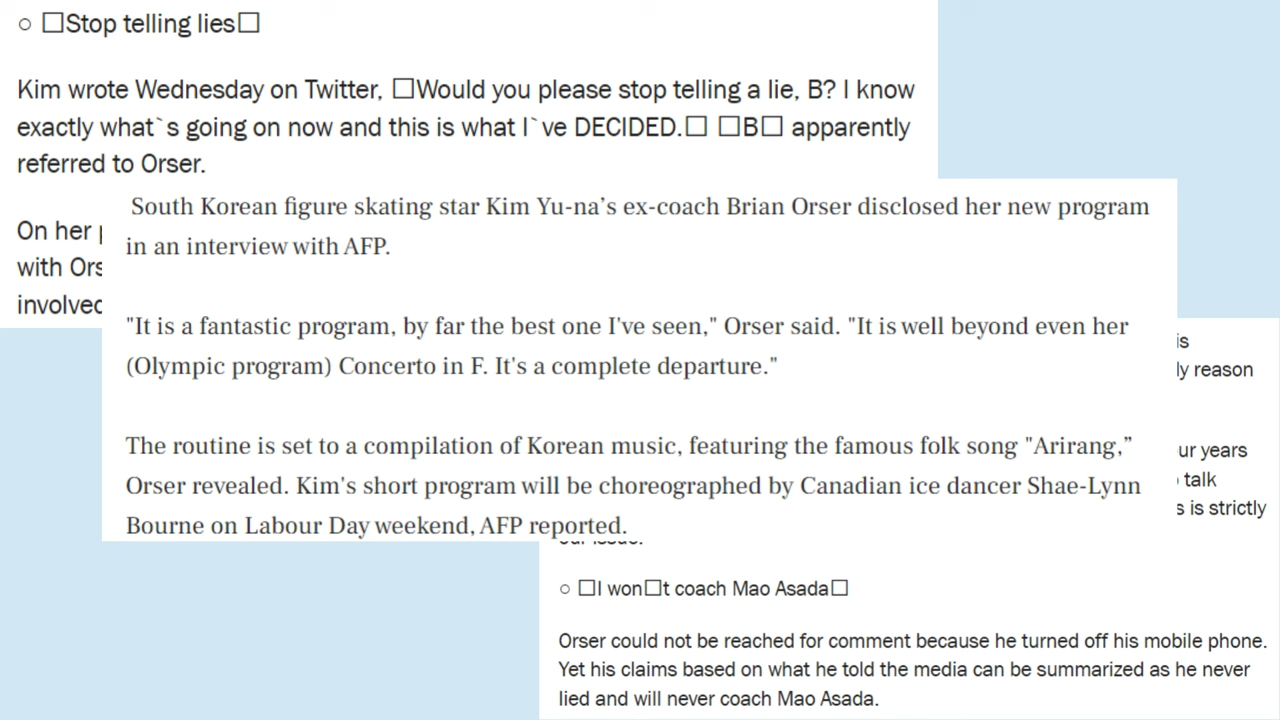 ○ □Stop telling lies□
Kim wrote Wednesday on Twitter, □Would you please stop telling a lie, B? I know
exactly what`s going on now and this is what I`ve DECIDED.□ □B□ apparently
referred to Orser.
On her
with Ors
involved
South Korean figure skating star Kim Yu-na’s ex-coach Brian Orser disclosed her new program
in an interview with AFP.
"It is a fantastic program, by far the best one I've seen," Orser said. "It is well beyond even her
(Olympic program) Concerto in F. It's a complete departure."
The routine is set to a compilation of Korean music, featuring the famous folk song "Arirang,”
Orser revealed. Kim's short program will be choreographed by Canadian ice dancer Shae-Lynn
Bourne on Labour Day weekend, AFP reported.
is
ly reason
ur years
talk
s is strictly
our issue.
○ □I won□t coach Mao Asada□
Orser could not be reached for comment because he turned off his mobile phone.
Yet his claims based on what he told the media can be summarized as he never
lied and will never coach Mao Asada.